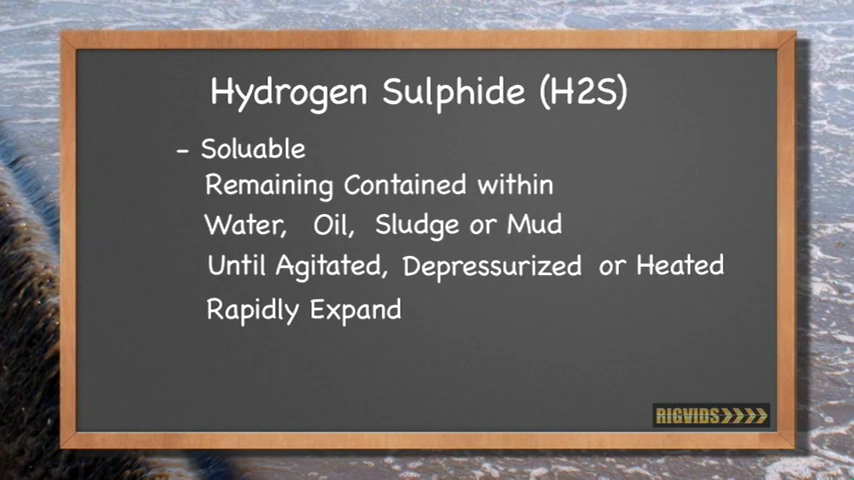 Hydrogen Sulphide (H2S)
- Soluable
Remaining Contained within
Water, Oil, Sludge or Mud
Until Agitated, Depressurized or Heated
Rapidly Expand
RIGVIDS